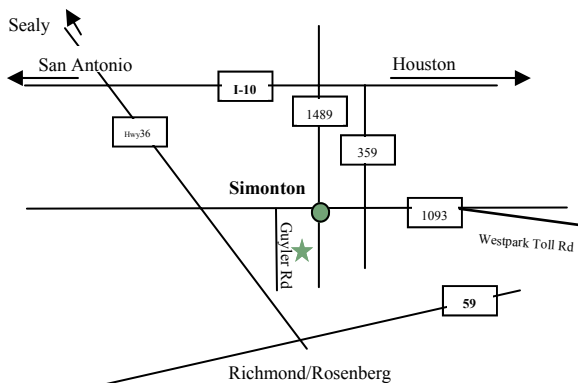 Sealy
San Antonio
Houston
I-10
1489
Hwy36
359
Simonton
1093
Guyler Rd
Westpark Toll Rd
59
Richmond/Rosenberg